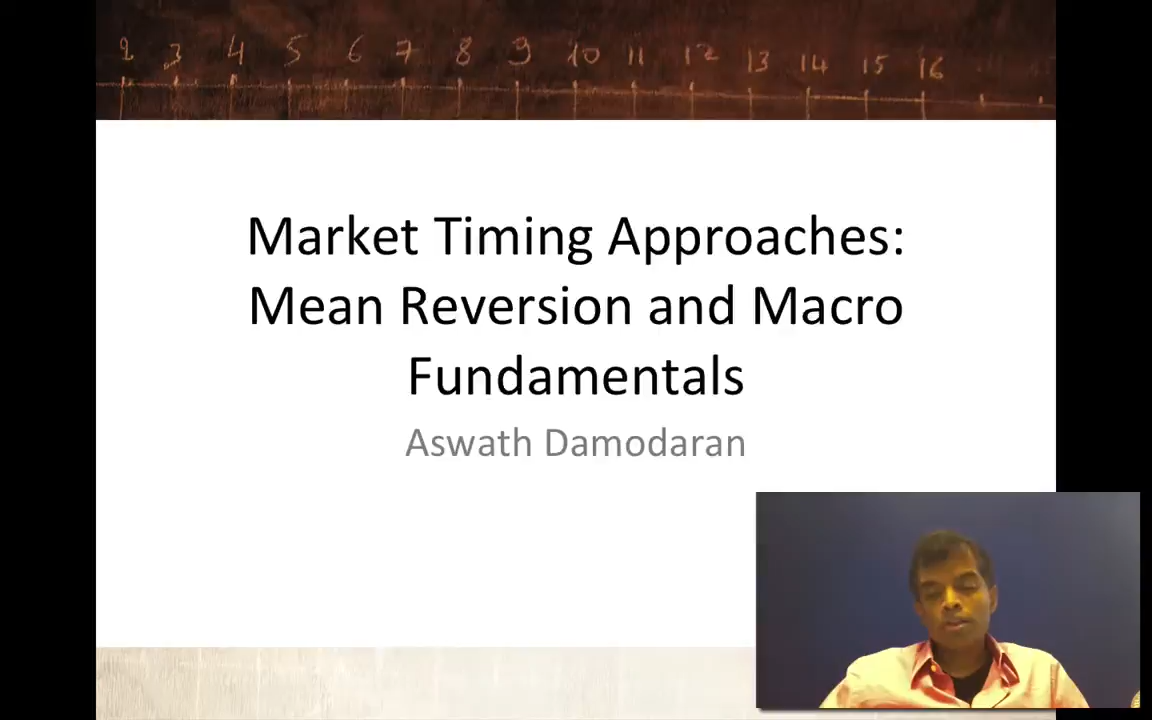 2 3 4 5 6 7 8 9 10 11 12 13 14 15 16
Market Timing Approaches:
Mean Reversion and Macro
Fundamentals
Aswath Damodaran